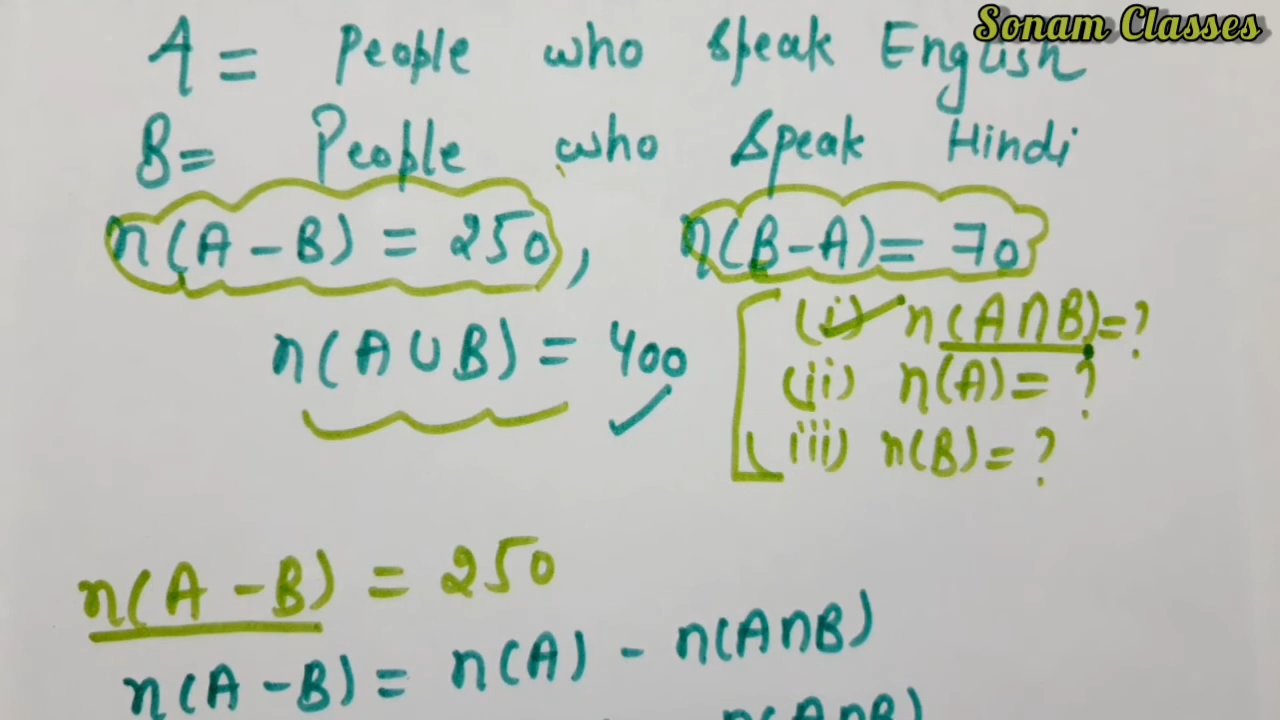 Sonam Classes
A = People who speak English
B = People who speak Hindi
n(A - B) = 250, n(B-A) = 70
(i) n(A∩B)=?
n(A∪B) = 400
(ii) n(A)= ?
(iii) n(B)= ?
n(A - B) = 250
n(A - B) = n(A) - n(A∩B)
n(A∩B)